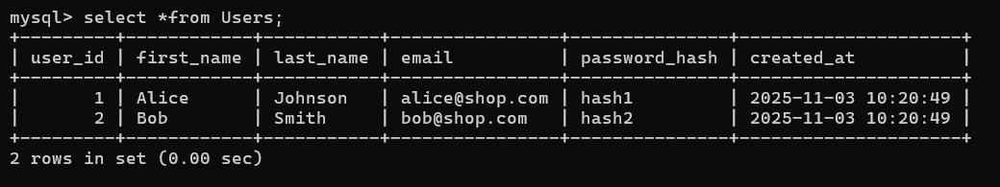 mysql> select *from Users;
+---------+------------+-----------+----------------+---------------+---------------------+
| user_id | first_name | last_name | email          | password_hash | created_at          |
+---------+------------+-----------+----------------+---------------+---------------------+
|       1 | Alice      | Johnson   | alice@shop.com | hash1         | 2025-11-03 10:20:49 |
|       2 | Bob        | Smith     | bob@shop.com   | hash2         | 2025-11-03 10:20:49 |
+---------+------------+-----------+----------------+---------------+---------------------+
2 rows in set (0.00 sec)